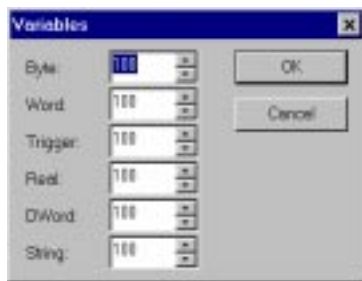 Variables
Byte: 100 OK
Word: 100 Cancel
Trigger: 100
Real: 100
DWord: 100
String: 100